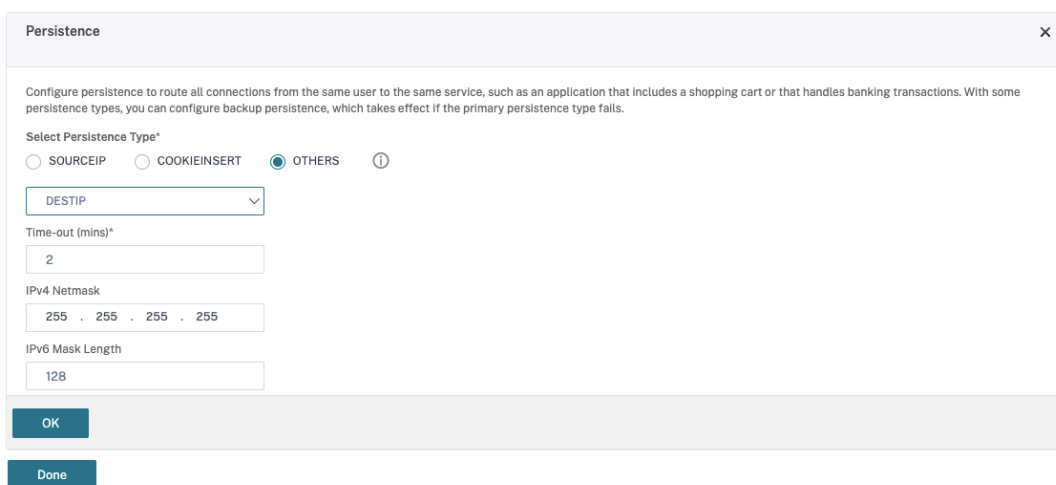 Persistence
Configure persistence to route all connections from the same user to the same service, such as an application that includes a shopping cart or that handles banking transactions. With some
persistence types, you can configure backup persistence, which takes effect if the primary persistence type fails.
Select Persistence Type*
SOURCEIP COOKIEINSERT OTHERS
DESTIP
Time-out (mins)*
2
IPv4 Netmask
255 . 255 . 255 . 255
IPv6 Mask Length
128
OK
Done